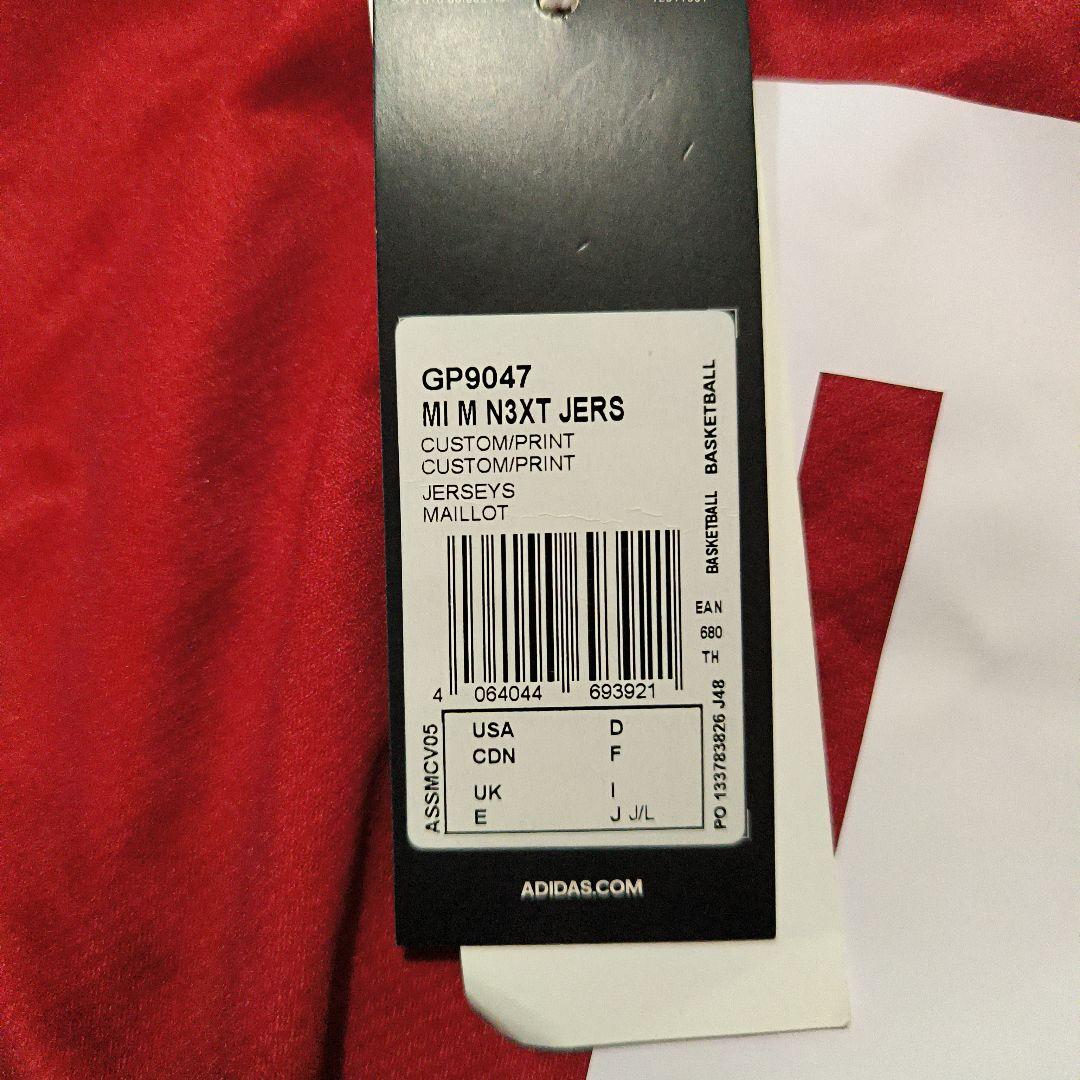 GP9047
MI M N3XT JERS
CUSTOM/PRINT
CUSTOM/PRINT
JERSEYS
MAILLOT
BASKETBALL BASKETBALL
EAN
680
TH
4 064044 693921
ASSMCV05
USA D
CDN F
UK I
E J J/L
PO 133783826 J48
ADIDAS.COM